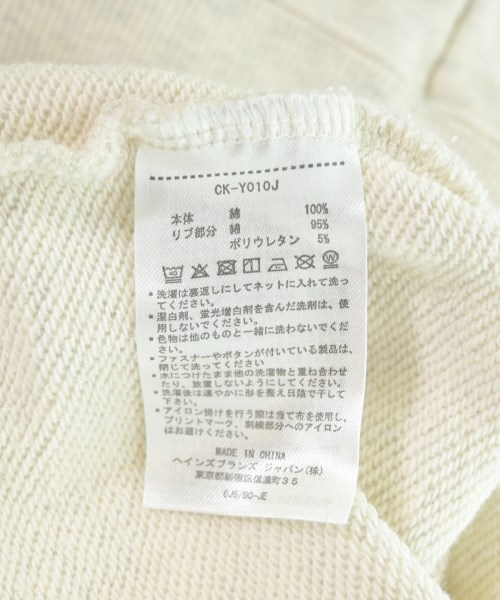 CK-Y010J
本体 綿 100%
リブ部分 綿 95%
ポリウレタン 5%
40 W
*洗濯は裏返しにしてネットに入れて洗っ
てください。
*漂白剤、蛍光増白剤を含んだ洗剤は、使
用しないでください。
*色物は他のものと一緒に洗わないでくだ
さい。
*ファスナーやボタンが付いている製品は、
閉じて洗ってください
*水につけたまま他の洗濯物と重ね合わせ
たり、放置しないようにしてください。
*洗濯後は速やかに形を整え日陰で干して
下さい。
*アイロン掛けを行う際は当て布を使用し、
プリントマーク、刺繍部分へのアイロン
はお避けください。
MADE IN CHINA
ヘインズブランズ ジャパン(株)
東京都新宿区信濃町35
6J5/SO-JE